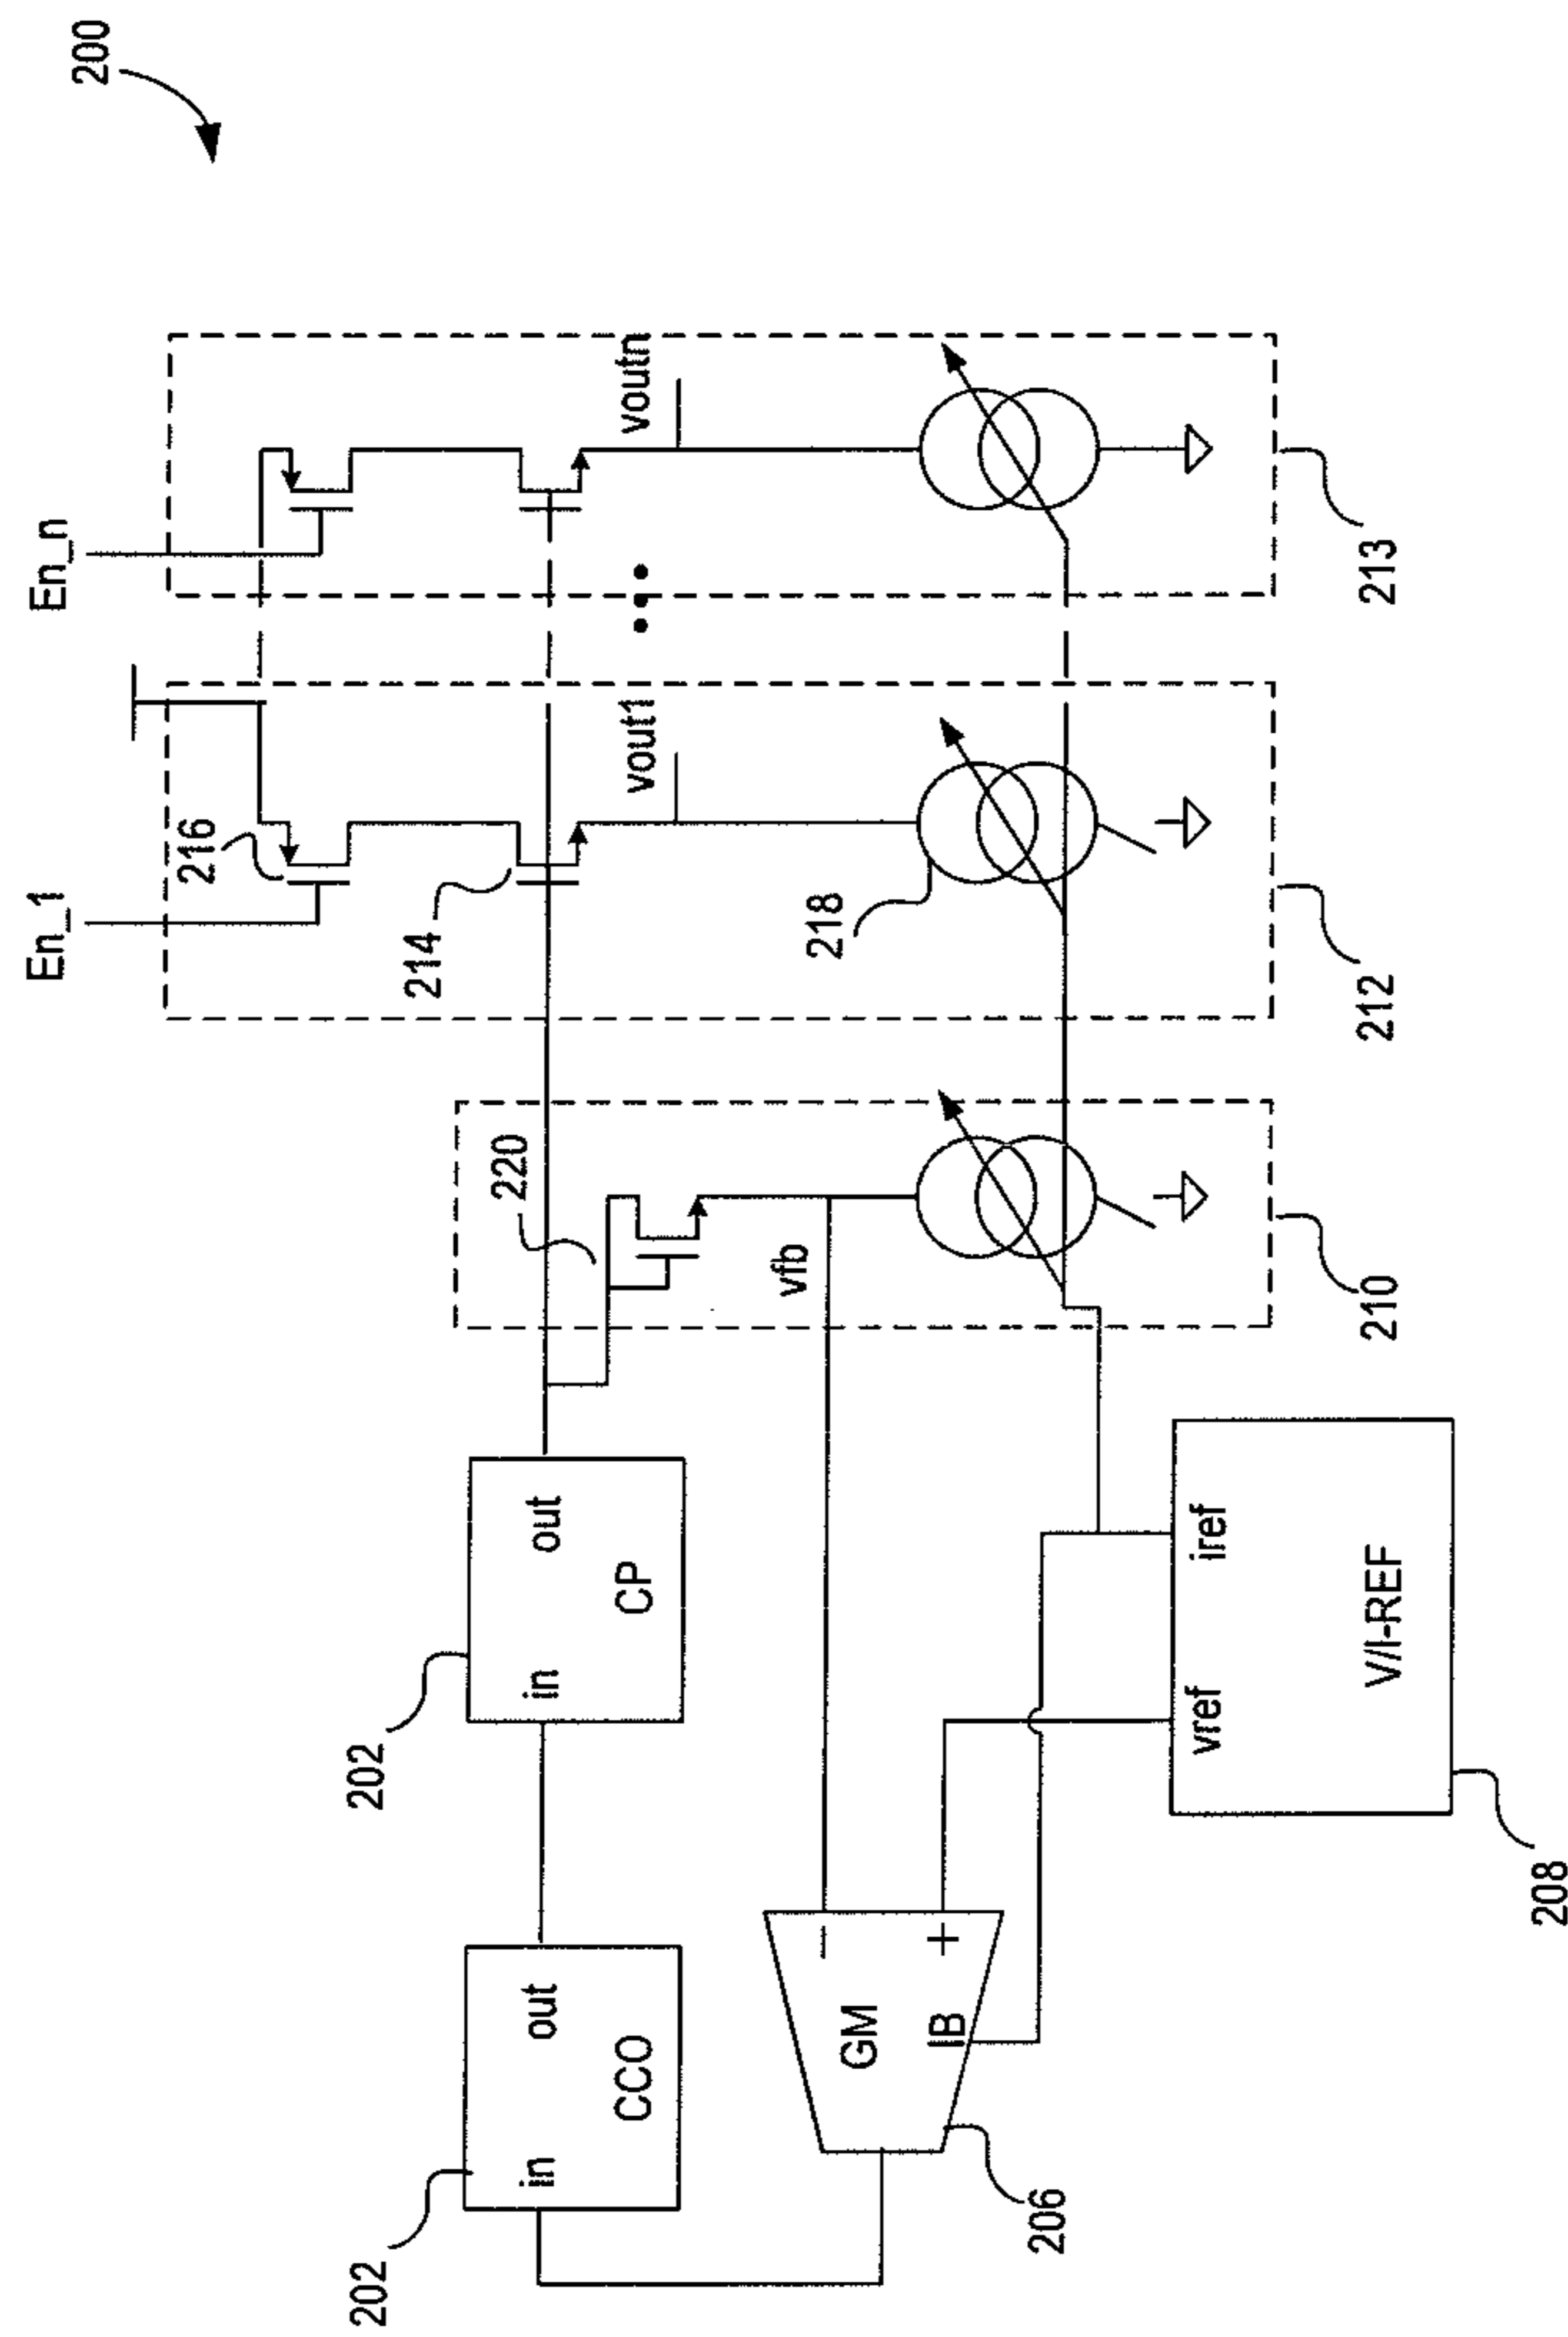 200
En_1
En_n
216
214
220
202
202
in
out
CCO
in
out
CP
vout1
voutn
vfb
218
GM
−
+
IB
206
vref
iref
V/I-REF
208
210
212
213